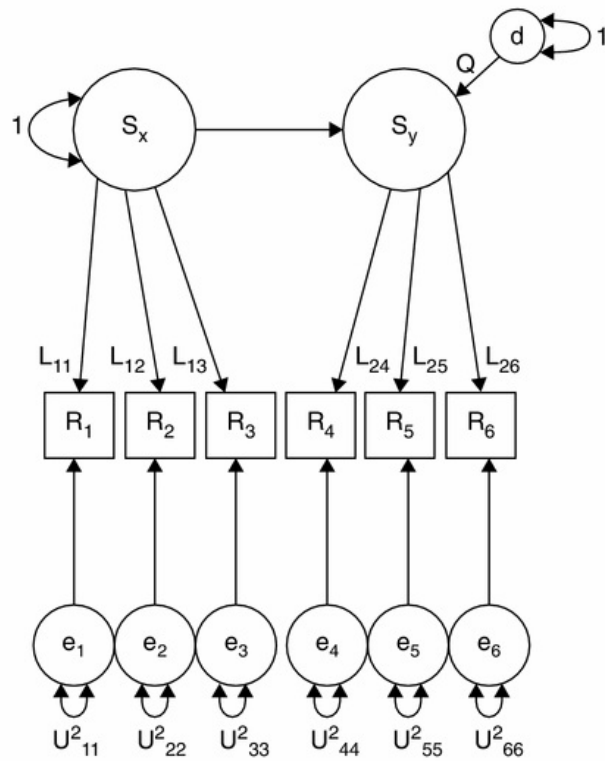 d 1
Q
1 Sₓ Sᵧ
L₁₁ L₁₂ L₁₃ L₂₄ L₂₅ L₂₆
R₁ R₂ R₃ R₄ R₅ R₆
e₁ e₂ e₃ e₄ e₅ e₆
U²₁₁ U²₂₂ U²₃₃ U²₄₄ U²₅₅ U²₆₆